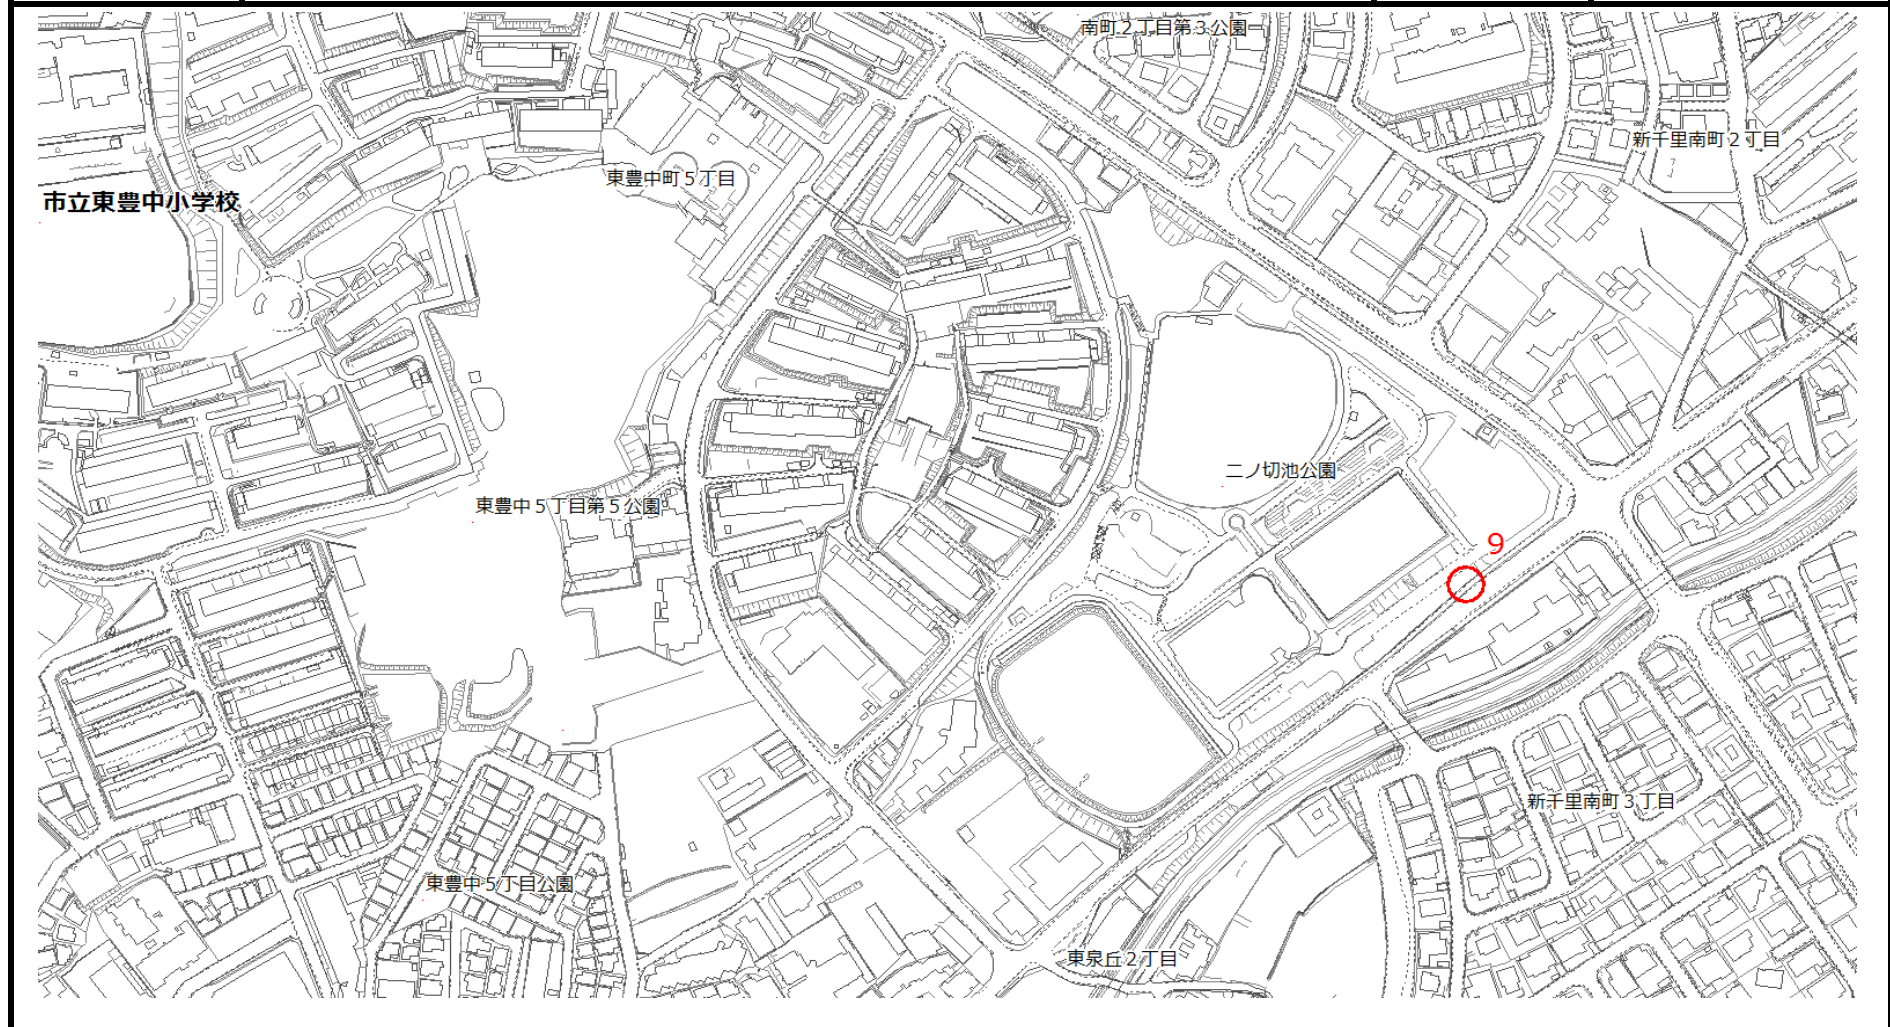 南町２丁目第３公園
新千里南町２丁目
東豊中町５丁目
市立東豊中小学校
二ノ切池公園
東豊中５丁目第５公園
9
新千里南町３丁目
東豊中５丁目公園
東泉丘２丁目